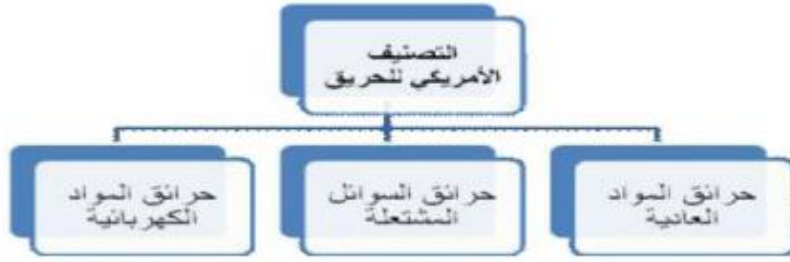 التصنيف
الأمريكي للحريق
حرائق المواد
العادية
حرائق السوائل
المشتعلة
حرائق المواد
الكهربائية